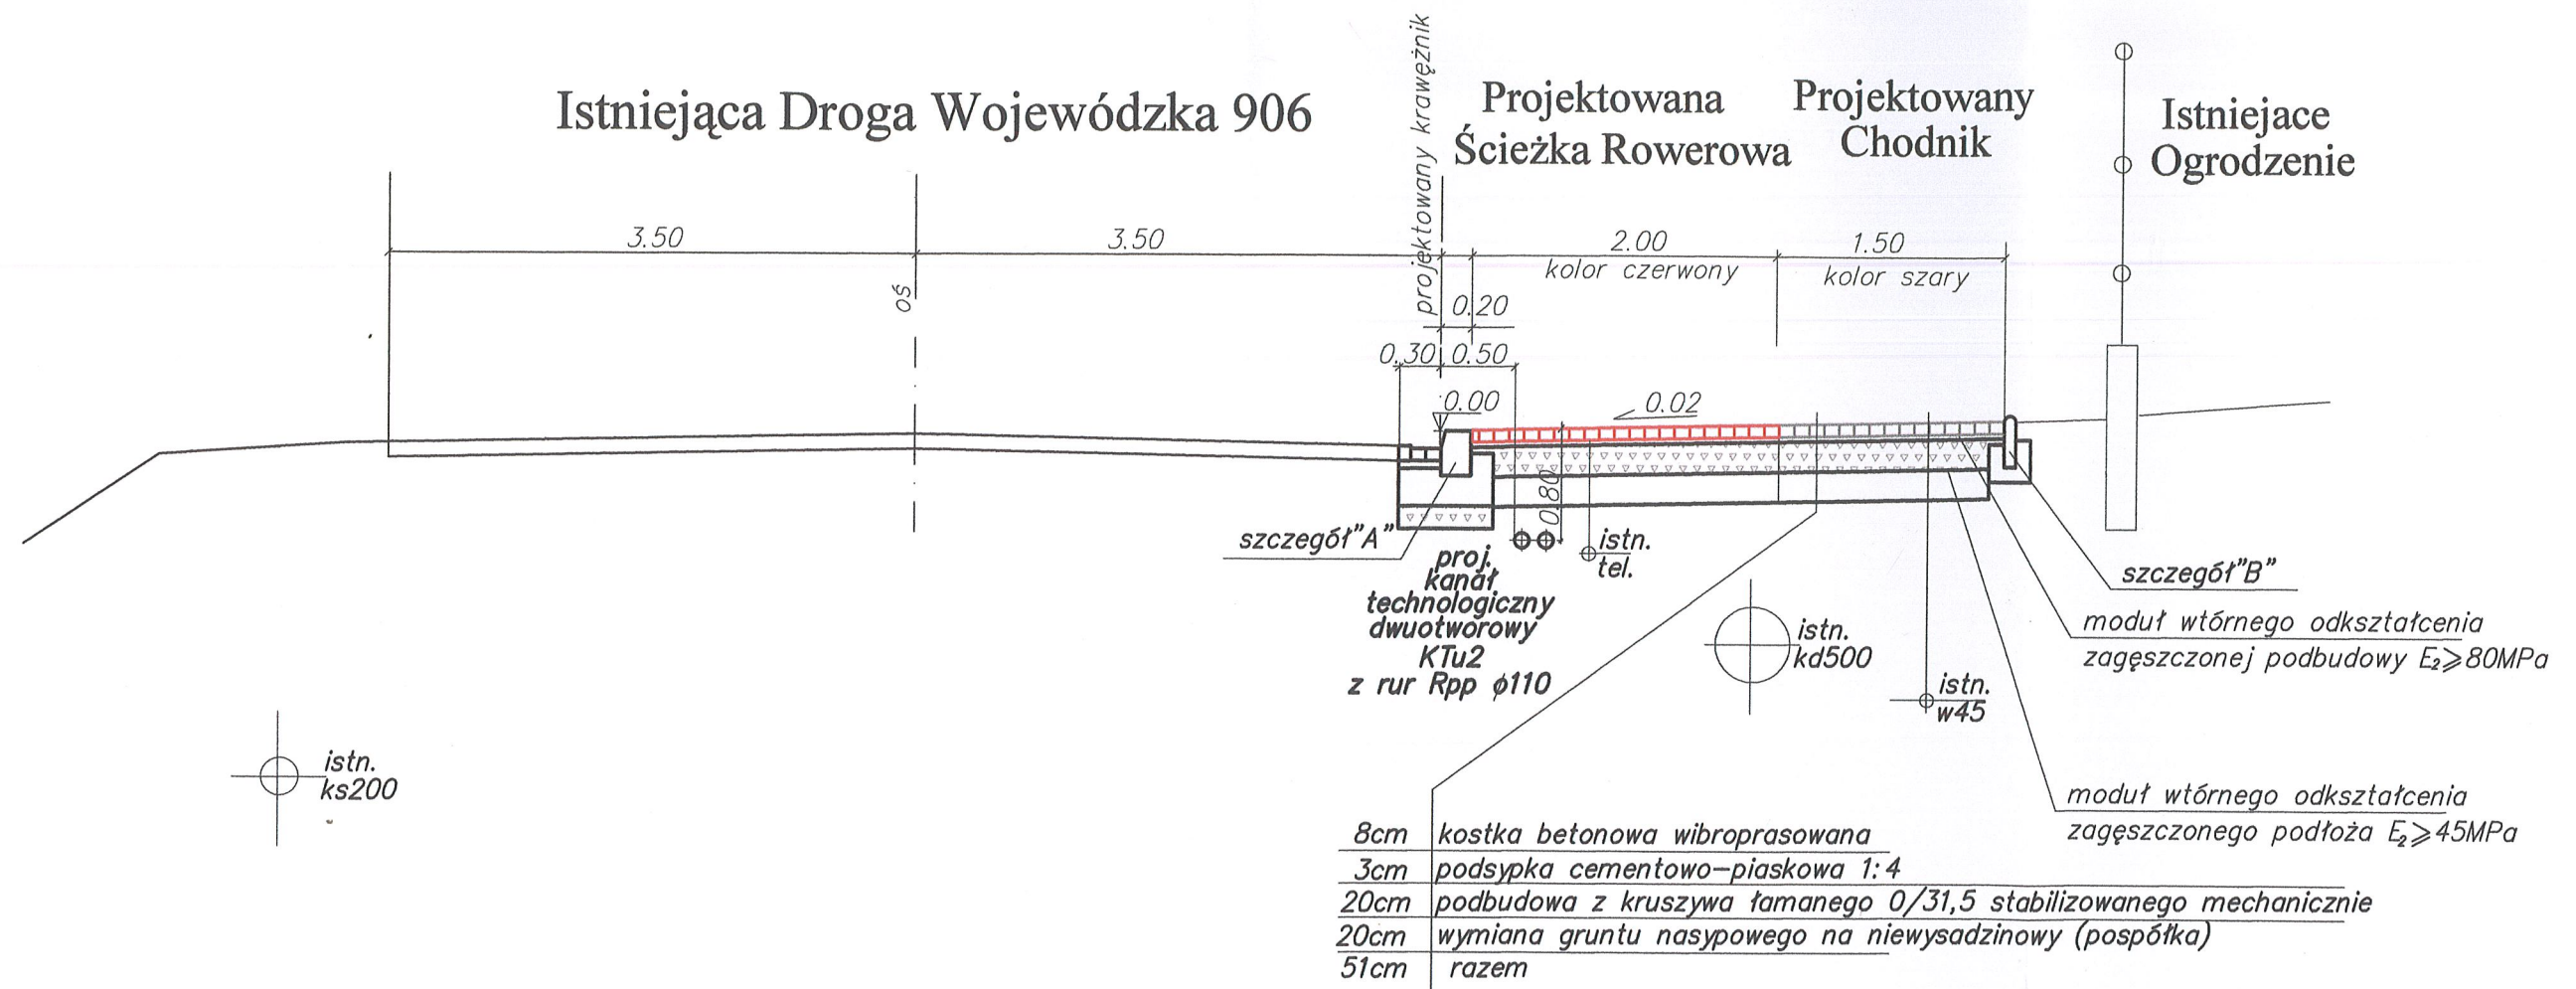 Istniejąca Droga Wojewódzka 906
projektowany krawężnik
Projektowana
Ścieżka Rowerowa
Projektowany
Chodnik
Istniejace
Ogrodzenie
3.50
3.50
2.00
1.50
kolor czerwony
kolor szary
oś
0.20
0.30
0.50
0.00
0.02
0.80
szczegół"A"
proj.
kanał
technologiczny
dwuotworowy
KTu2
z rur Rpp ϕ110
istn.
tel.
istn.
kd500
istn.
w45
istn.
ks200
szczegół"B"
moduł wtórnego odkształcenia
zagęszczonej podbudowy E₂⩾80MPa
moduł wtórnego odkształcenia
zagęszczonego podłoża E₂⩾45MPa
8cm kostka betonowa wibroprasowana
3cm podsypka cementowo–piaskowa 1:4
20cm podbudowa z kruszywa łamanego 0/31,5 stabilizowanego mechanicznie
20cm wymiana gruntu nasypowego na niewysadzinowy (pospółka)
51cm razem